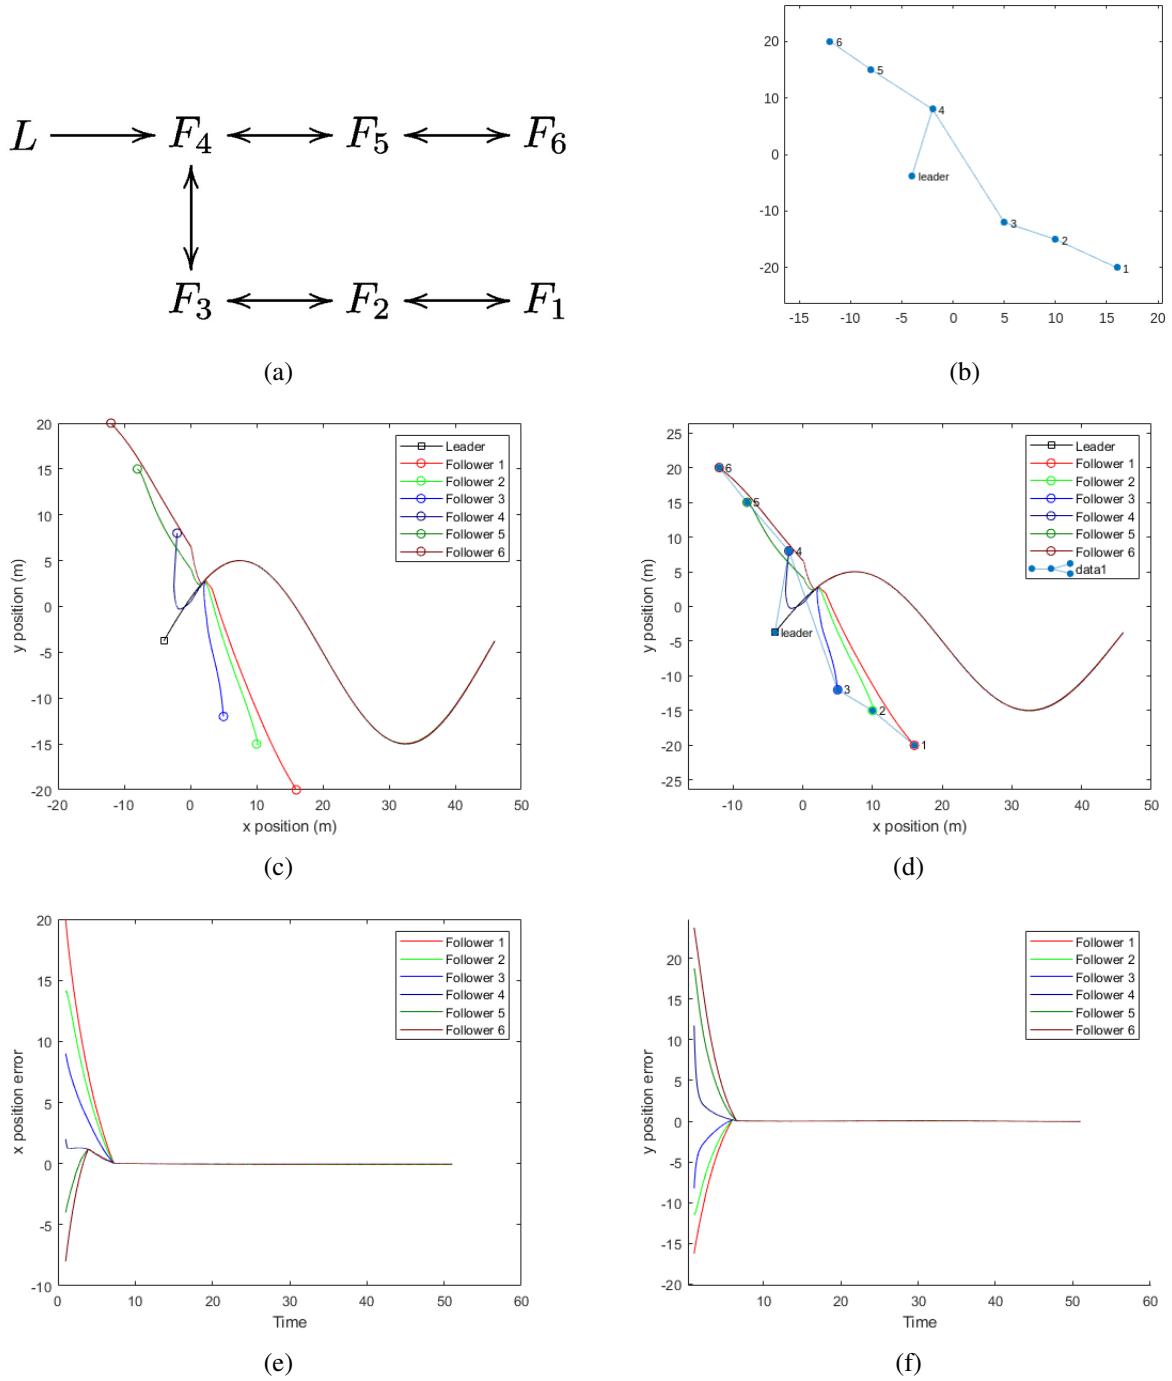 L F4 F5 F6
F3 F2 F1
(a)
20
10
0
-10
-20
-15 -10 -5 0 5 10 15 20
6
5
4
leader
3
2
1
(b)
20
15
10
5
0
-5
-10
-15
-20
-20 -10 0 10 20 30 40 50
y position (m)
x position (m)
Leader
Follower 1
Follower 2
Follower 3
Follower 4
Follower 5
Follower 6
(c)
25
20
15
10
5
0
-5
-10
-15
-20
-25
-10 0 10 20 30 40 50
y position (m)
x position (m)
6
5
4
leader
3
2
1
Leader
Follower 1
Follower 2
Follower 3
Follower 4
Follower 5
Follower 6
data1
(d)
20
15
10
5
0
-5
-10
0 10 20 30 40 50 60
x position error
Time
Follower 1
Follower 2
Follower 3
Follower 4
Follower 5
Follower 6
(e)
20
15
10
5
0
-5
-10
-15
-20
10 20 30 40 50 60
y position error
Time
Follower 1
Follower 2
Follower 3
Follower 4
Follower 5
Follower 6
(f)